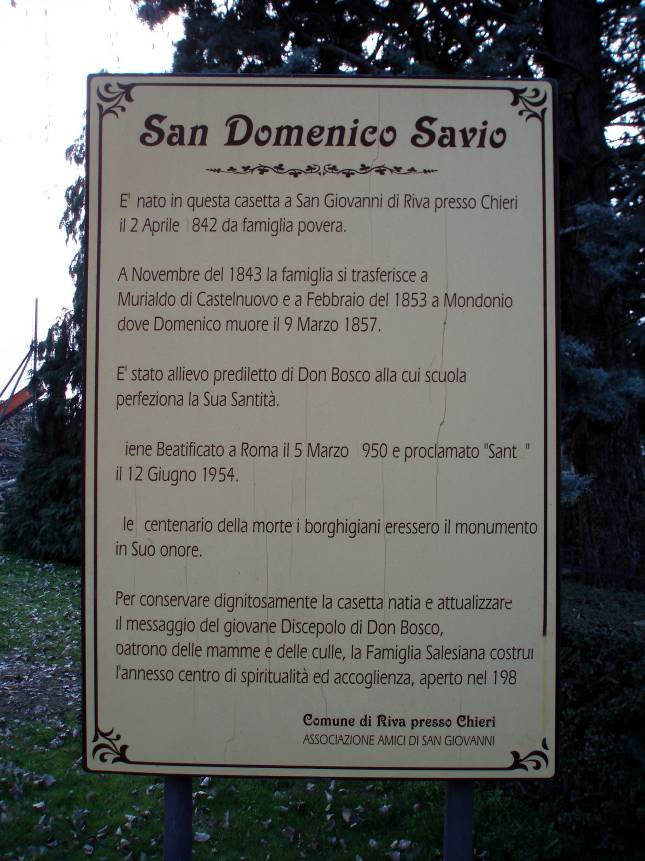 San Domenico Savio
E' nato in questa casetta a San Giovanni di Riva presso Chieri
il 2 Aprile 842 da famiglia povera.
A Novembre del 1843 la famiglia si trasferisce a
Murialdo di Castelnuovo e a Febbraio del 1853 a Mondonio
dove Domenico muore il 9 Marzo 1857.
E' stato allievo prediletto di Don Bosco alla cui scuola
perfeziona la Sua Santità.
iene Beatificato a Roma il 5 Marzo 950 e proclamato "Sant "
il 12 Giugno 1954.
le centenario della morte i borghigiani eressero il monumento
in Suo onore.
Per conservare dignitosamente la casetta natia e attualizzare
il messaggio del giovane Discepolo di Don Bosco,
patrono delle mamme e delle culle, la Famiglia Salesiana costruì
l'annesso centro di spiritualità ed accoglienza, aperto nel 198
Comune di Riva presso Chieri
ASSOCIAZIONE AMICI DI SAN GIOVANNI